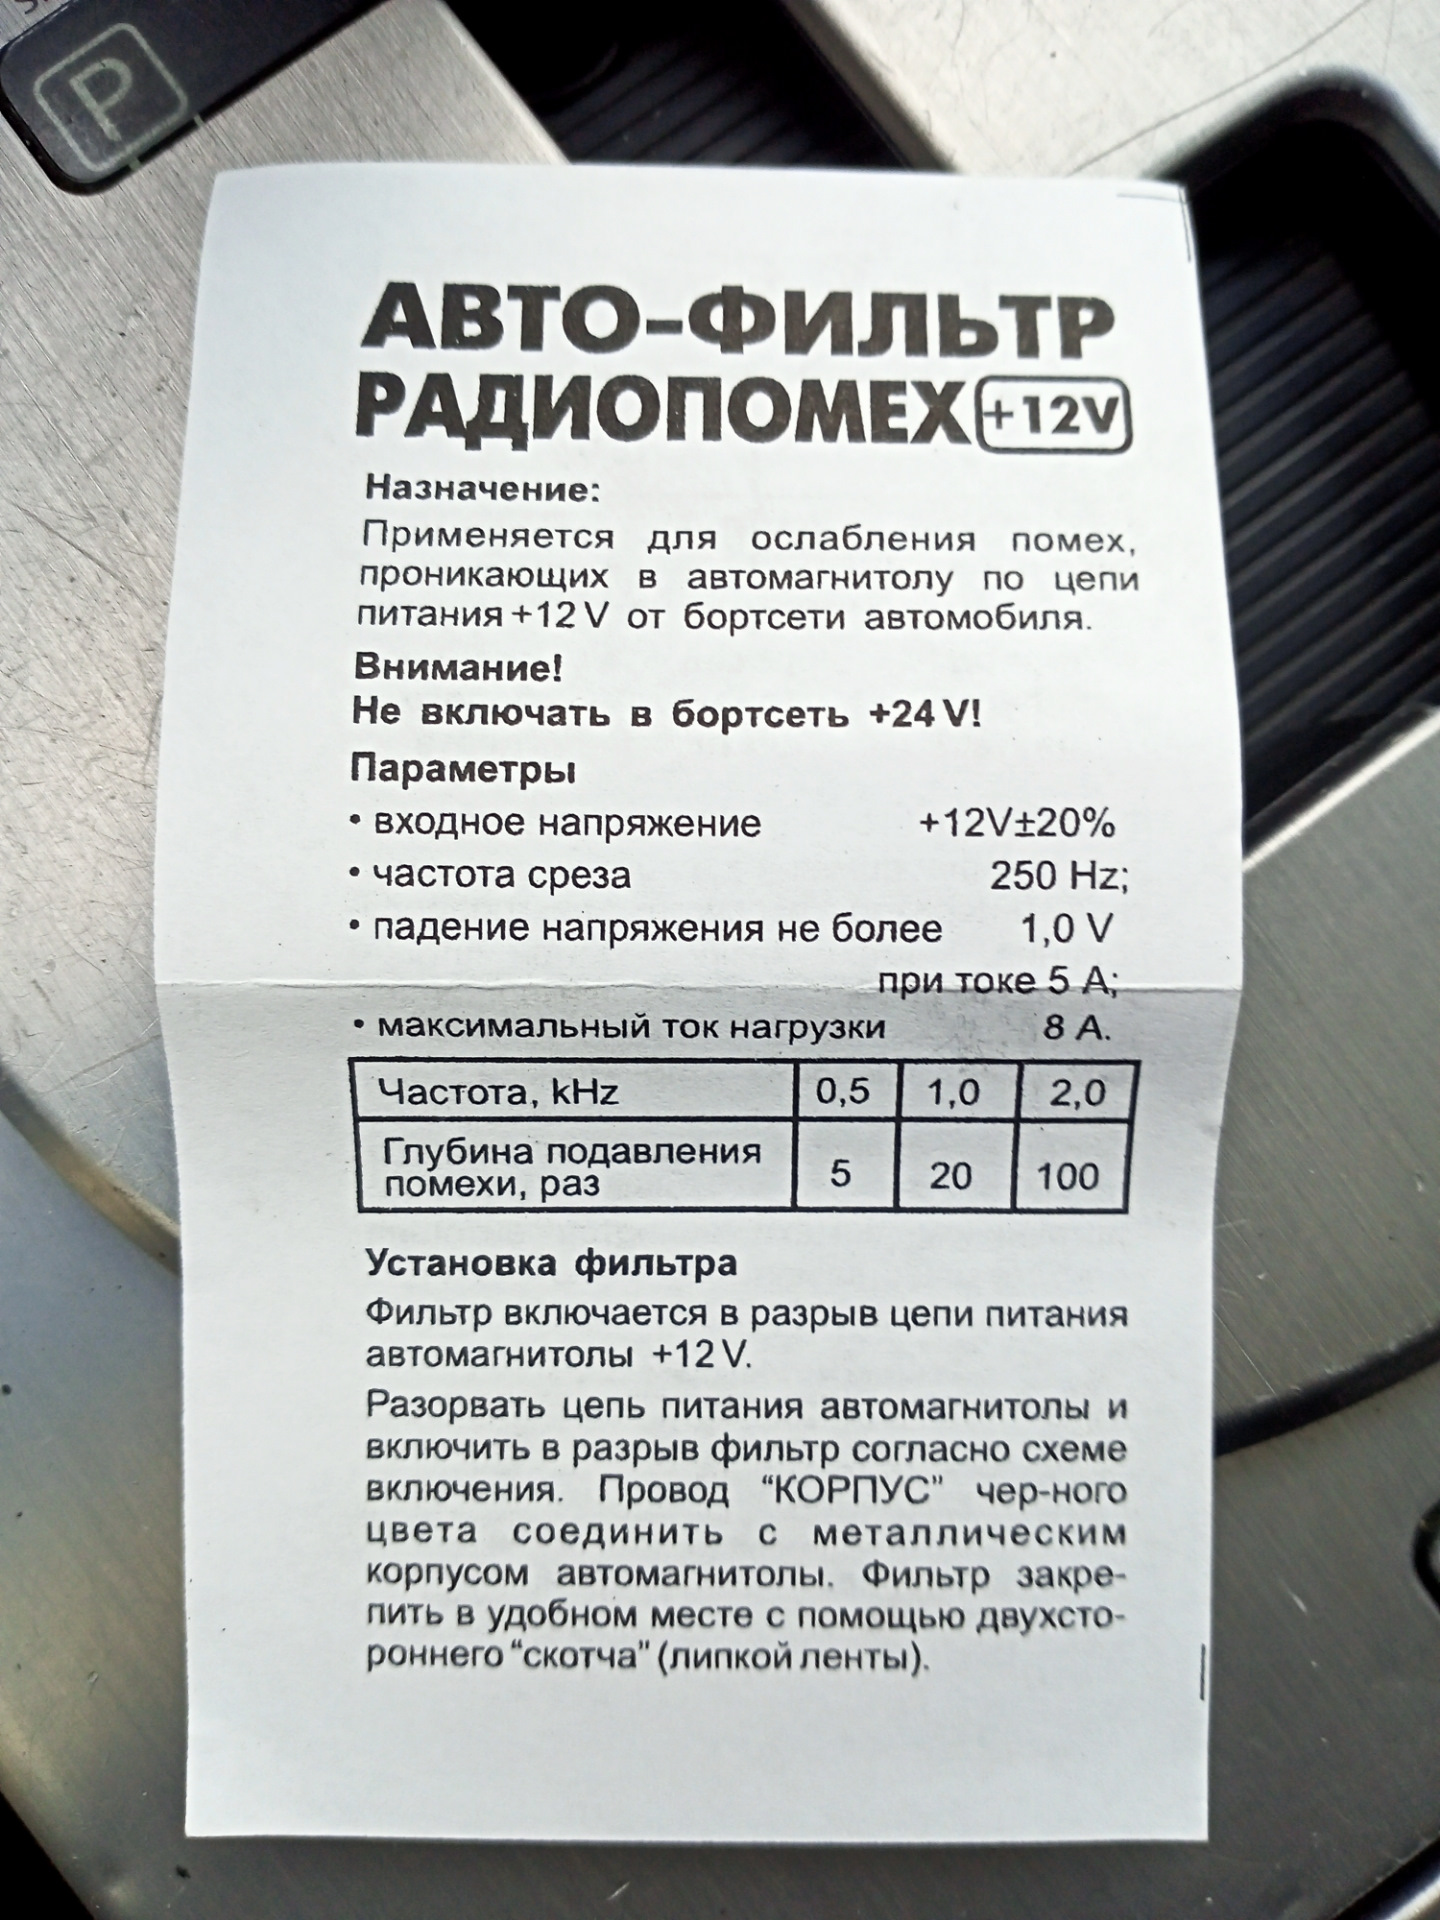 P
АВТО-ФИЛЬТР
РАДИОПОМЕХ +12V
Назначение:
Применяется для ослабления помех,
проникающих в автомагнитолу по цепи
питания +12 V от бортсети автомобиля.
Внимание!
Не включать в бортсеть +24 V!
Параметры
• входное напряжение +12V±20%
• частота среза 250 Hz;
• падение напряжения не более 1,0 V
при токе 5 А;
• максимальный ток нагрузки 8 А.
Частота, kHz 0,5 1,0 2,0
Глубина подавления
помехи, раз 5 20 100
Установка фильтра
Фильтр включается в разрыв цепи питания
автомагнитолы +12 V.
Разорвать цепь питания автомагнитолы и
включить в разрыв фильтр согласно схеме
включения. Провод “КОРПУС” чер-ного
цвета соединить с металлическим
корпусом автомагнитолы. Фильтр закре-
пить в удобном месте с помощью двухсто-
роннего “скотча” (липкой ленты).